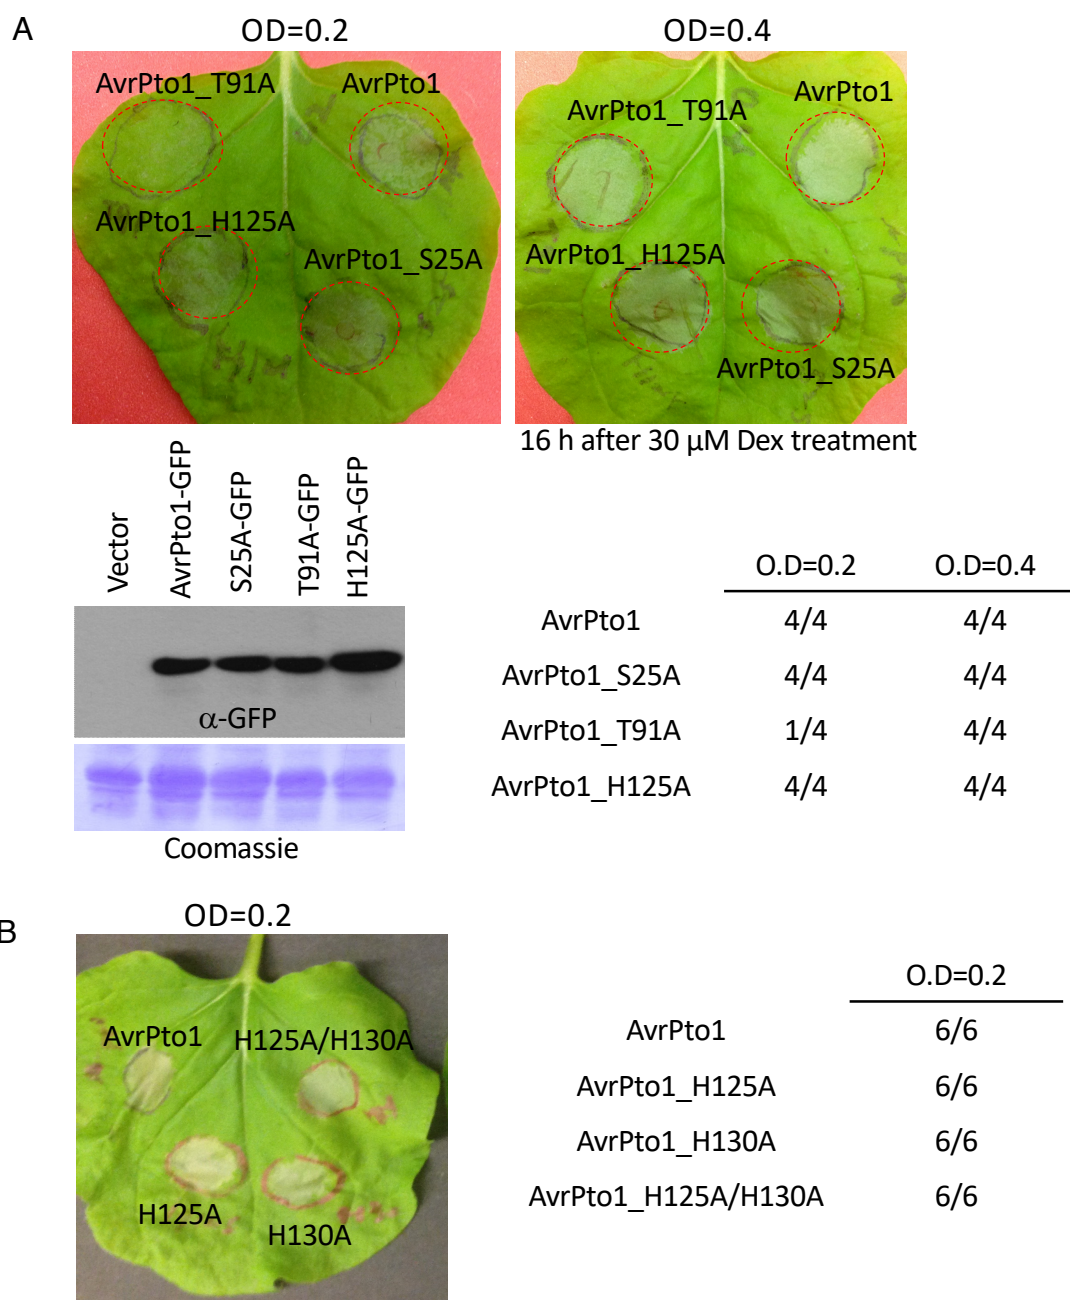 A
OD=0.2
OD=0.4
AvrPto1_T91A
AvrPto1
AvrPto1_H125A
AvrPto1_S25A
AvrPto1_T91A
AvrPto1
AvrPto1_H125A
AvrPto1_S25A
16 h after 30 μM Dex treatment
Vector
AvrPto1-GFP
S25A-GFP
T91A-GFP
H125A-GFP
α-GFP
Coomassie
O.D=0.2 O.D=0.4
AvrPto1 4/4 4/4
AvrPto1_S25A 4/4 4/4
AvrPto1_T91A 1/4 4/4
AvrPto1_H125A 4/4 4/4
B
OD=0.2
AvrPto1
H125A/H130A
H125A
H130A
O.D=0.2
AvrPto1 6/6
AvrPto1_H125A 6/6
AvrPto1_H130A 6/6
AvrPto1_H125A/H130A 6/6